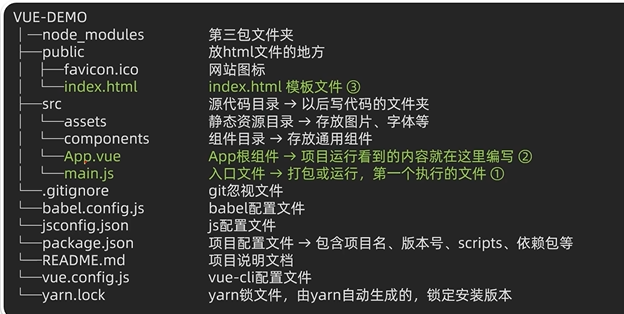 VUE-DEMO
│─node_modules 第三包文件夹
├─public 放html文件的地方
│ ├─favicon.ico 网站图标
│ └─index.html index.html 模板文件 ③
├─src 源代码目录 → 以后写代码的文件夹
│ └─assets 静态资源目录 → 存放图片、字体等
│ └─components 组件目录 → 存放通用组件
│ └─App.vue App根组件 → 项目运行看到的内容就在这里编写 ②
│ └─main.js 入口文件 → 打包或运行，第一个执行的文件 ①
└─.gitignore git忽视文件
└─babel.config.js babel配置文件
└─jsconfig.json js配置文件
└─package.json 项目配置文件 → 包含项目名、版本号、scripts、依赖包等
└─README.md 项目说明文档
└─vue.config.js vue-cli配置文件
└─yarn.lock yarn锁文件，由yarn自动生成的，锁定安装版本